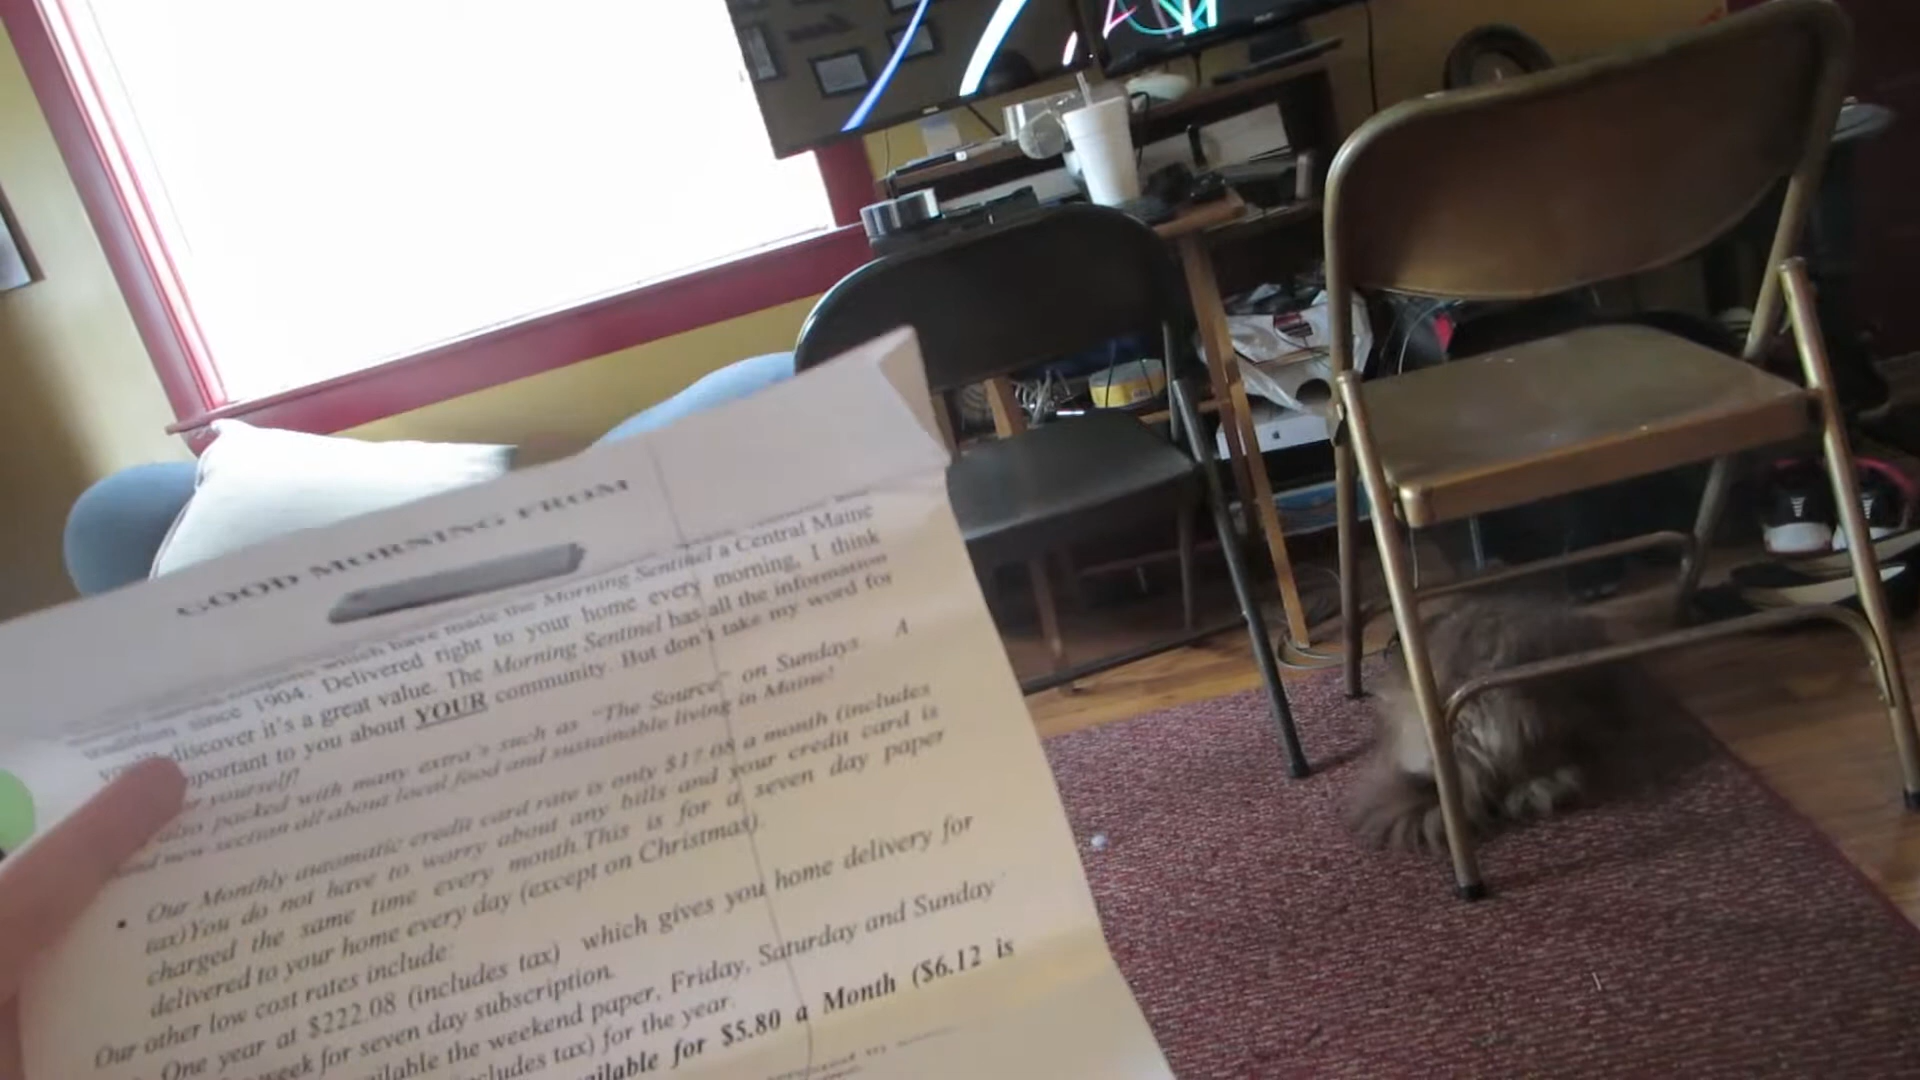 GOOD MORNING FROM
which have made the Morning Sentinel a Central Maine
tradition since 1904. Delivered right to your home every morning, I think
discover it's a great value. The Morning Sentinel has all the information
important to you about YOUR community. But don't take my word for
yourself!
also packed with many extra's such as "The Source" on Sundays A
new section all about local food and sustainable living in Maine!
• Our Monthly automatic credit card rate is only $17.08 a month (includes
tax)You do not have to worry about any bills and your credit card is
charged the same time every month.This is for a seven day paper
delivered to your home every day (except on Christmas).
Our other low cost rates include:
One year at $222.08 (includes tax) which gives you home delivery for
week for seven day subscription.
the weekend paper, Friday, Saturday and Sunday
tax) for the year.
for $5.80 a Month ($6.12 is